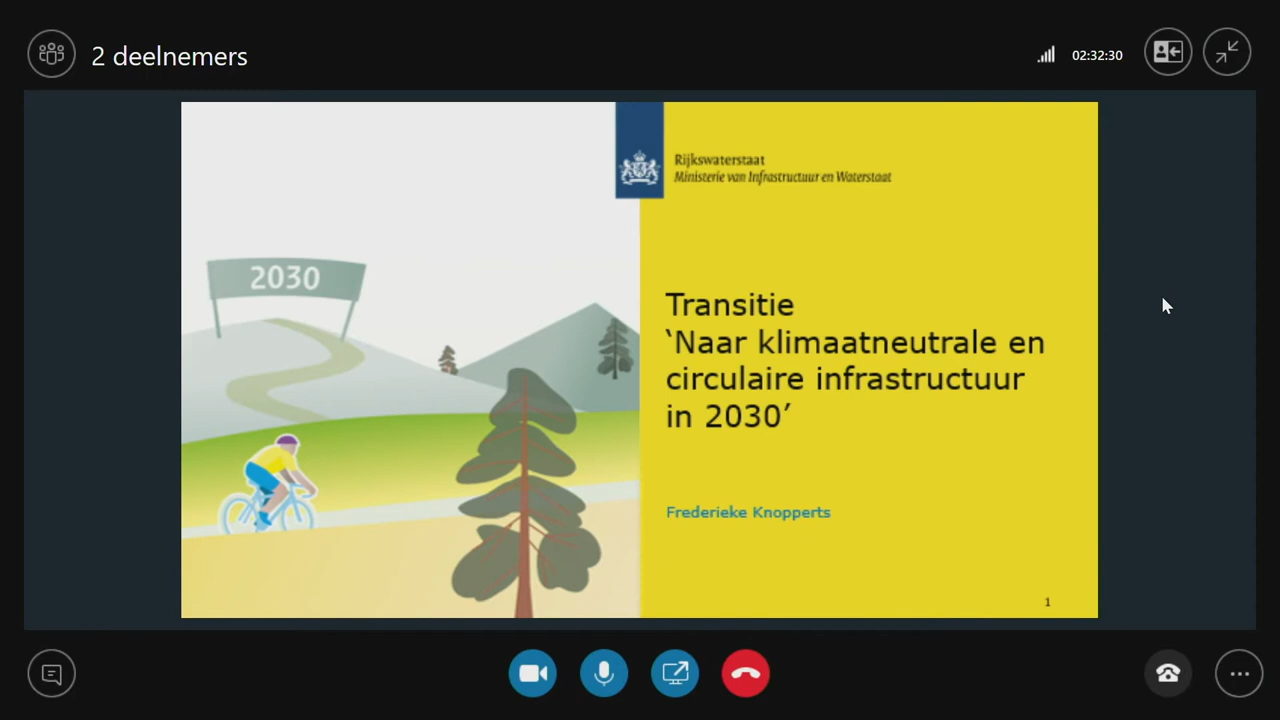 2 deelnemers
02:32:30
Rijkswaterstaat
Ministerie van Infrastructuur en Waterstaat
2030
Transitie
‘Naar klimaatneutrale en
circulaire infrastructuur
in 2030’
Frederieke Knopperts
1